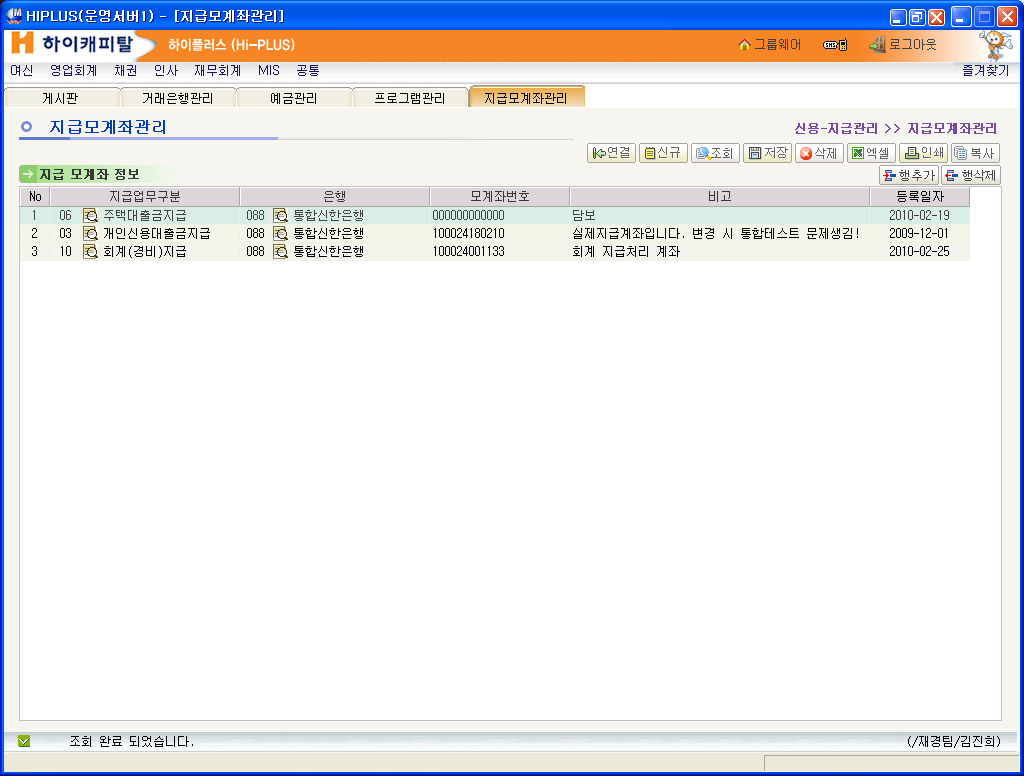 HIPLUS(운영서버1) - [지급모계좌관리]
하이캐피탈 하이플러스 (Hi-PLUS) 그룹웨어 로그아웃
여신 영업회계 채권 인사 재무회계 MIS 공통 즐겨찾기
게시판 거래은행관리 예금관리 프로그램관리 지급모계좌관리
지급모계좌관리 신용-지급관리 >> 지급모계좌관리
연결 신규 조회 저장 삭제 엑셀 인쇄 복사
지급 모계좌 정보 행추가 행삭제
No 지급업무구분 은행 모계좌번호 비고 등록일자
1 06 주택대출금지급 088 통합신한은행 000000000000 담보 2010-02-19
2 03 개인신용대출금지급 088 통합신한은행 100024180210 실제지급계좌입니다. 변경 시 통합테스트 문제생김! 2009-12-01
3 10 회계(경비)지급 088 통합신한은행 100024001133 회계 지급처리 계좌 2010-02-25
조회 완료 되었습니다. (/재경팀/김진희)